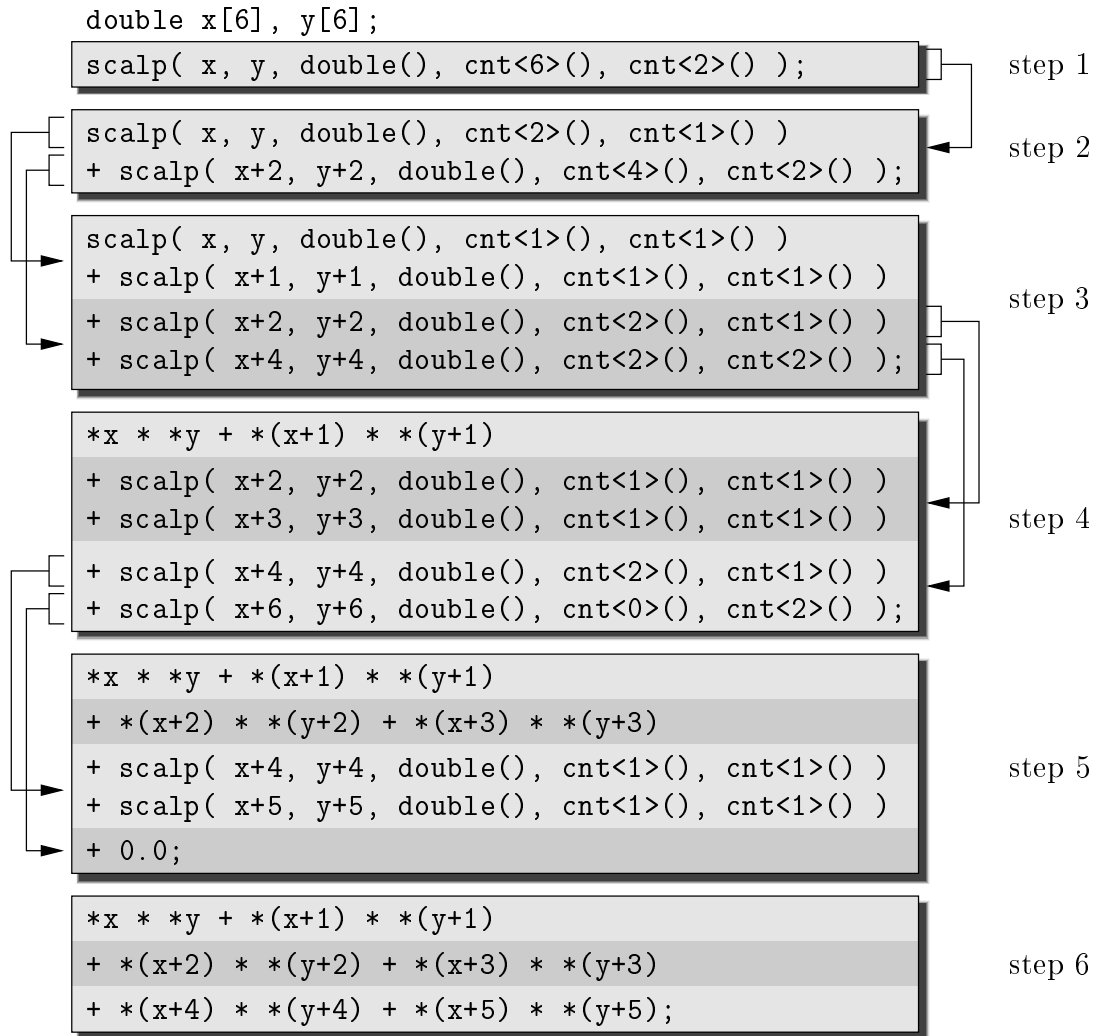 double x[6], y[6];
scalp( x, y, double(), cnt<6>(), cnt<2>() );
step 1
scalp( x, y, double(), cnt<2>(), cnt<1>() )
+ scalp( x+2, y+2, double(), cnt<4>(), cnt<2>() );
step 2
scalp( x, y, double(), cnt<1>(), cnt<1>() )
+ scalp( x+1, y+1, double(), cnt<1>(), cnt<1>() )
+ scalp( x+2, y+2, double(), cnt<2>(), cnt<1>() )
+ scalp( x+4, y+4, double(), cnt<2>(), cnt<2>() );
step 3
*x * *y + *(x+1) * *(y+1)
+ scalp( x+2, y+2, double(), cnt<1>(), cnt<1>() )
+ scalp( x+3, y+3, double(), cnt<1>(), cnt<1>() )
+ scalp( x+4, y+4, double(), cnt<2>(), cnt<1>() )
+ scalp( x+6, y+6, double(), cnt<0>(), cnt<2>() );
step 4
*x * *y + *(x+1) * *(y+1)
+ *(x+2) * *(y+2) + *(x+3) * *(y+3)
+ scalp( x+4, y+4, double(), cnt<1>(), cnt<1>() )
+ scalp( x+5, y+5, double(), cnt<1>(), cnt<1>() )
+ 0.0;
step 5
*x * *y + *(x+1) * *(y+1)
+ *(x+2) * *(y+2) + *(x+3) * *(y+3)
+ *(x+4) * *(y+4) + *(x+5) * *(y+5);
step 6